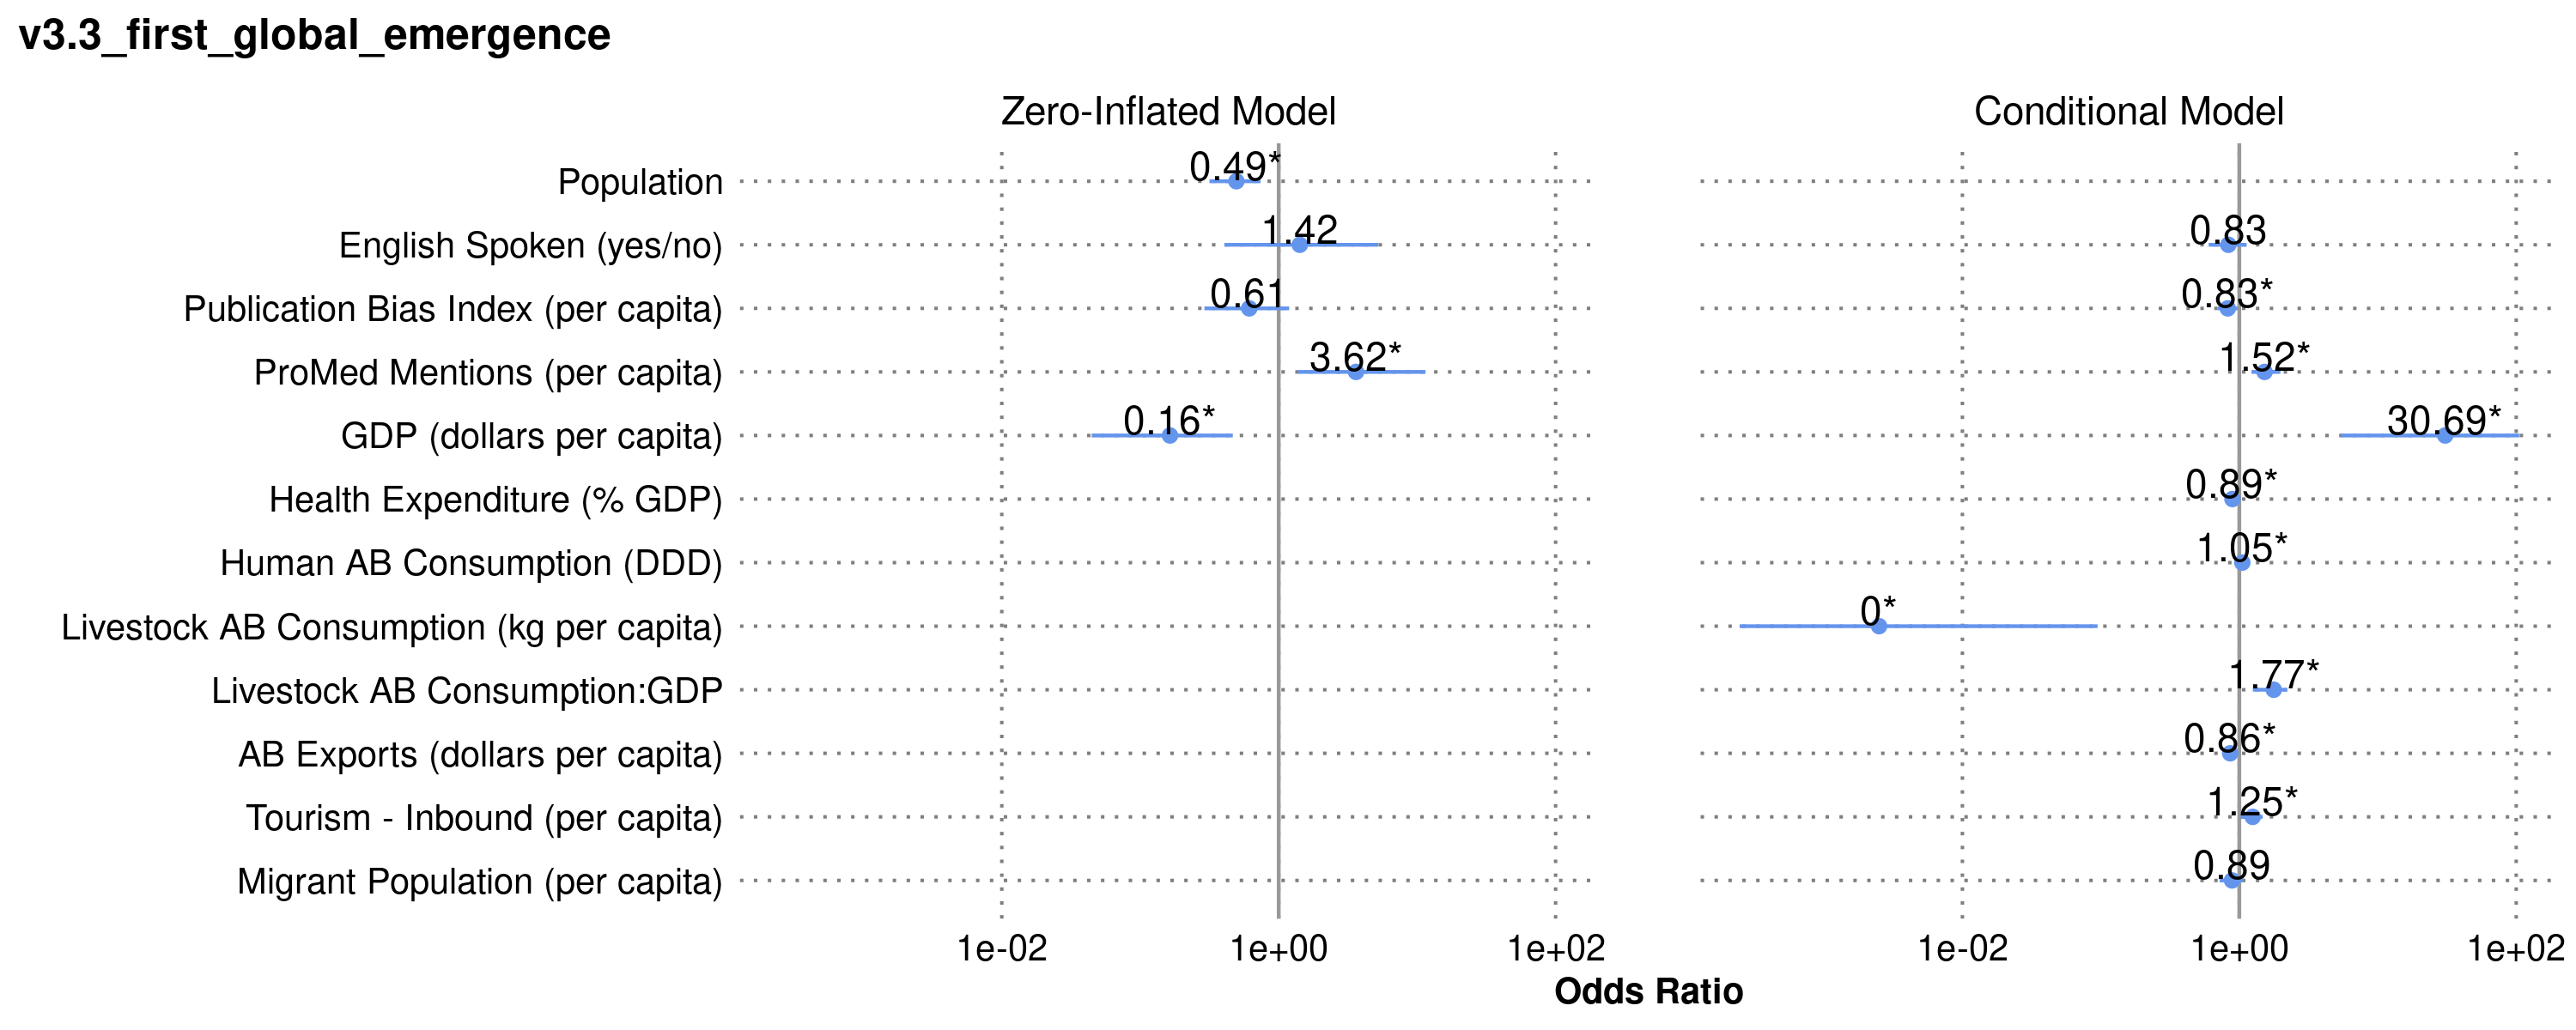 v3.3_first_global_emergence
Zero-Inflated Model
Conditional Model
Population 0.49*
English Spoken (yes/no) 1.42 0.83
Publication Bias Index (per capita) 0.61 0.83*
ProMed Mentions (per capita) 3.62* 1.52*
GDP (dollars per capita) 0.16* 30.69*
Health Expenditure (% GDP) 0.89*
Human AB Consumption (DDD) 1.05*
Livestock AB Consumption (kg per capita) 0*
Livestock AB Consumption:GDP 1.77*
AB Exports (dollars per capita) 0.86*
Tourism - Inbound (per capita) 1.25*
Migrant Population (per capita) 0.89
1e-02 1e+00 1e+02 1e-02 1e+00 1e+02
Odds Ratio